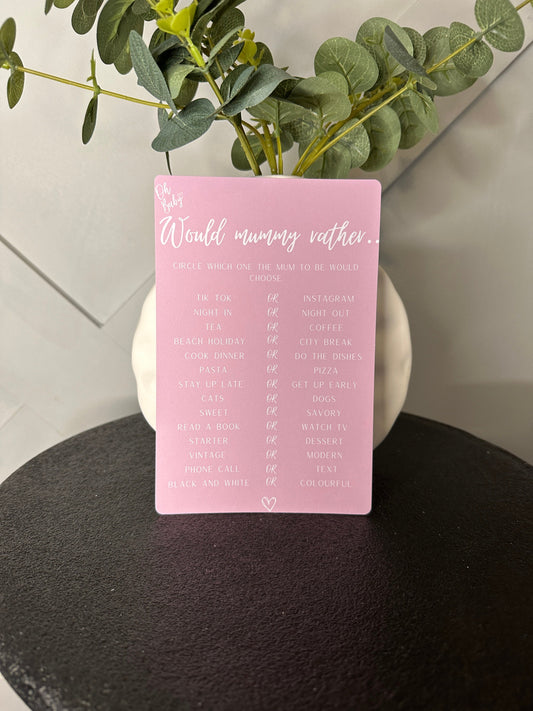 Oh
Baby
Would mummy rather..
CIRCLE WHICH ONE THE MUM TO BE WOULD
CHOOSE.
TIK TOK OR INSTAGRAM
NIGHT IN OR NIGHT OUT
TEA OR COFFEE
BEACH HOLIDAY OR CITY BREAK
COOK DINNER OR DO THE DISHES
PASTA OR PIZZA
STAY UP LATE OR GET UP EARLY
CATS OR DOGS
SWEET OR SAVORY
READ A BOOK OR WATCH TV
STARTER OR DESSERT
VINTAGE OR MODERN
PHONE CALL OR TEXT
BLACK AND WHITE OR COLOURFUL